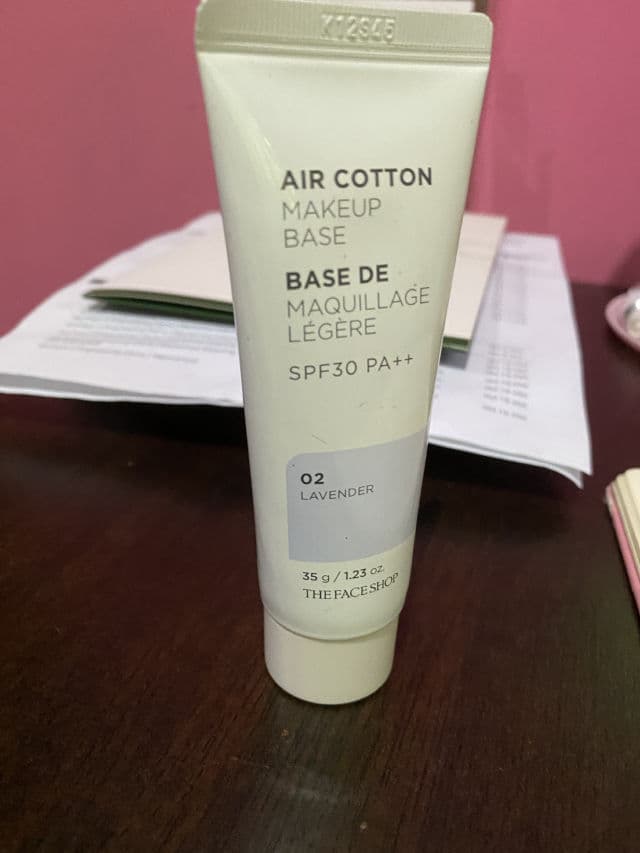 AIR COTTON
MAKEUP
BASE
BASE DE
MAQUILLAGE
LÉGÈRE
SPF30 PA++
02
LAVENDER
35 g / 1.23 oz.
THE FACE SHOP